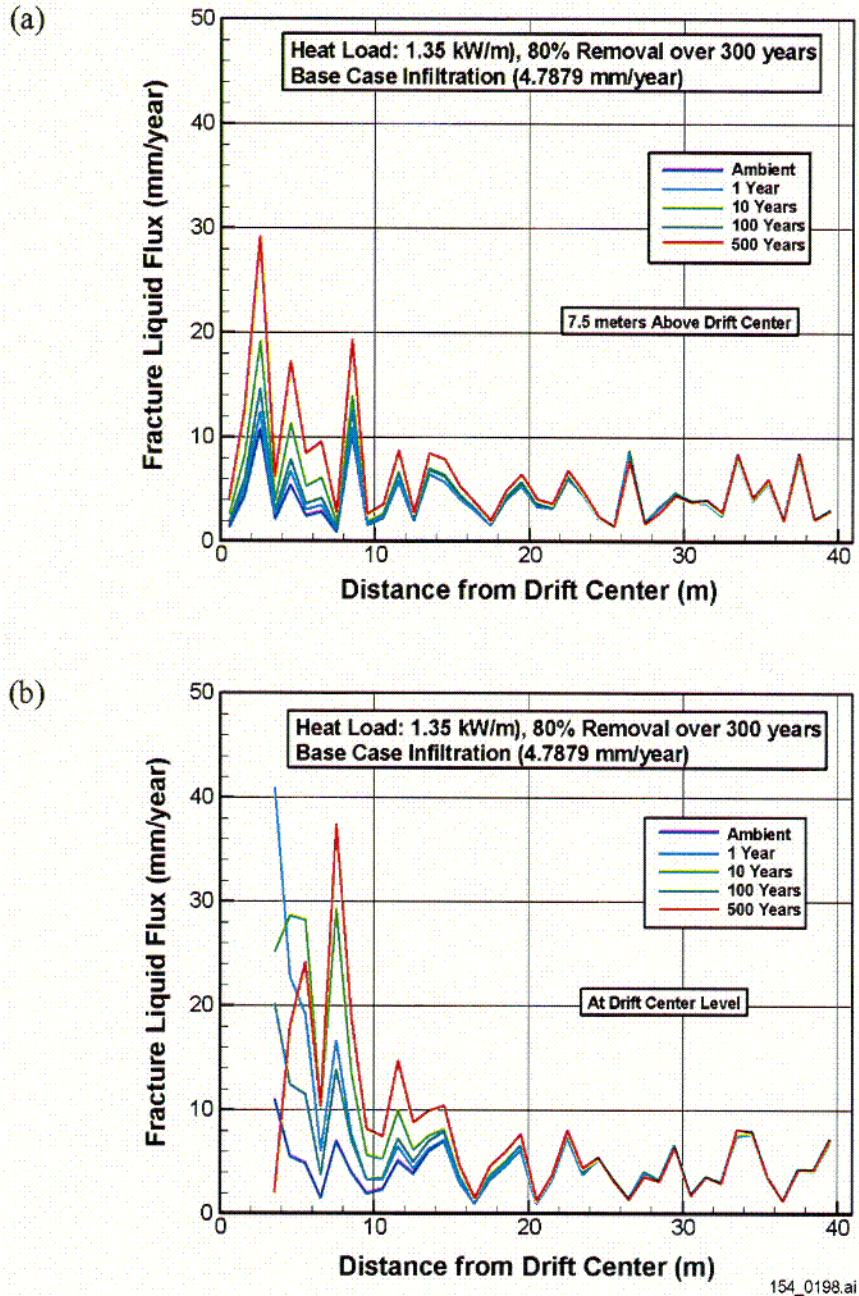 (a)
50
Heat Load: 1.35 kW/m), 80% Removal over 300 years
Base Case Infiltration (4.7879 mm/year)
40
Ambient
1 Year
10 Years
100 Years
500 Years
30
20
7.5 meters Above Drift Center
10
0
Fracture Liquid Flux (mm/year)
0 10 20 30 40
Distance from Drift Center (m)
(b)
50
Heat Load: 1.35 kW/m), 80% Removal over 300 years
Base Case Infiltration (4.7879 mm/year)
40
Ambient
1 Year
10 Years
100 Years
500 Years
30
20
At Drift Center Level
10
0
Fracture Liquid Flux (mm/year)
0 10 20 30 40
Distance from Drift Center (m)
154_0198.ai